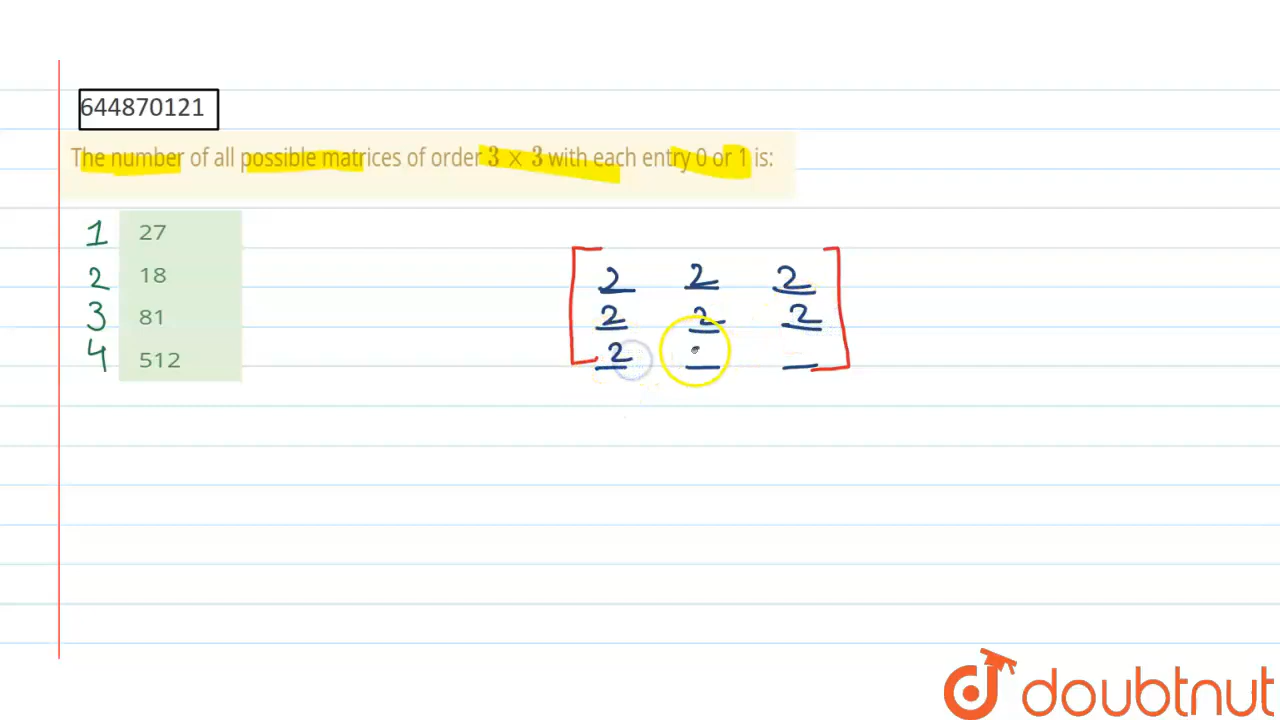 644870121
The number of all possible matrices of order 3 × 3 with each entry 0 or 1 is:
1 27
2 18
3 81
4 512
2 2 2
2 2 2
2
doubtnut